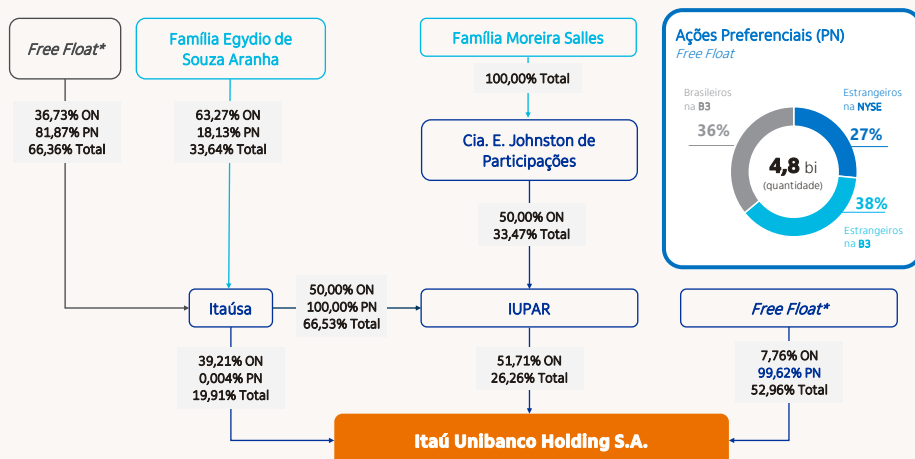 Free Float*
Família Egydio de
Souza Aranha
Família Moreira Salles
36,73% ON
81,87% PN
66,36% Total
63,27% ON
18,13% PN
33,64% Total
100,00% Total
Cia. E. Johnston de
Participações
50,00% ON
33,47% Total
Itaúsa
50,00% ON
100,00% PN
66,53% Total
IUPAR
Free Float*
39,21% ON
0,004% PN
19,91% Total
51,71% ON
26,26% Total
7,76% ON
99,62% PN
52,96% Total
Itaú Unibanco Holding S.A.
Ações Preferenciais (PN)
Free Float
Brasileiros
na B3
36%
Estrangeiros
na NYSE
27%
4,8 bi
(quantidade)
38%
Estrangeiros
na B3